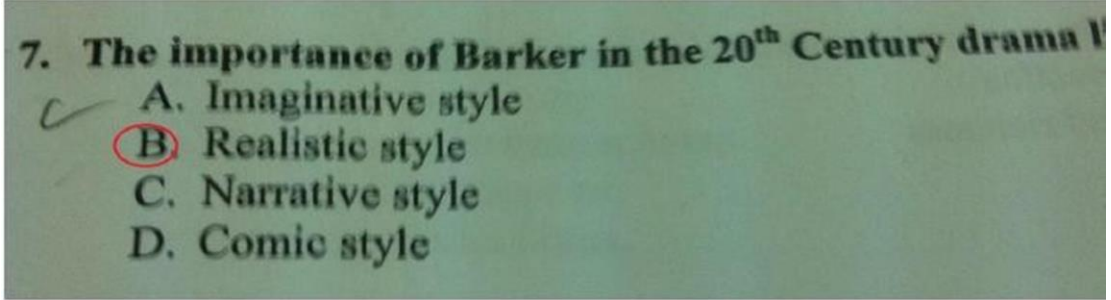 7. The importance of Barker in the 20th Century drama
A. Imaginative style
B. Realistic style
C. Narrative style
D. Comic style